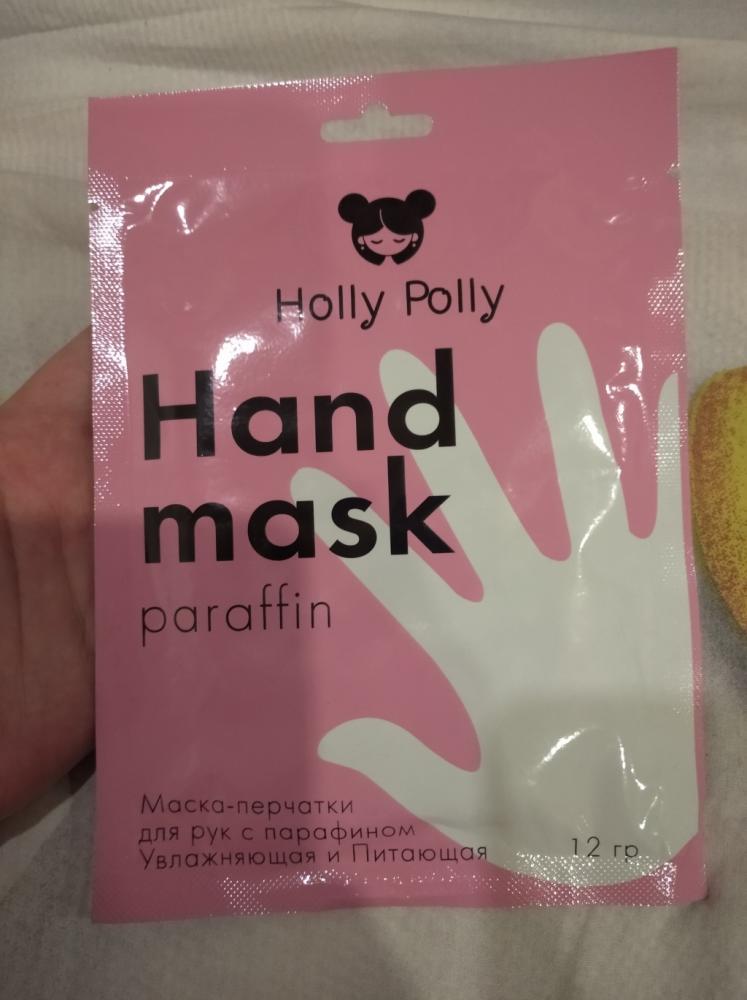 Holly Polly
Hand
mask
paraffin
Маска-перчатки
для рук с парафином
Увлажняющая и Питающая
12 гр